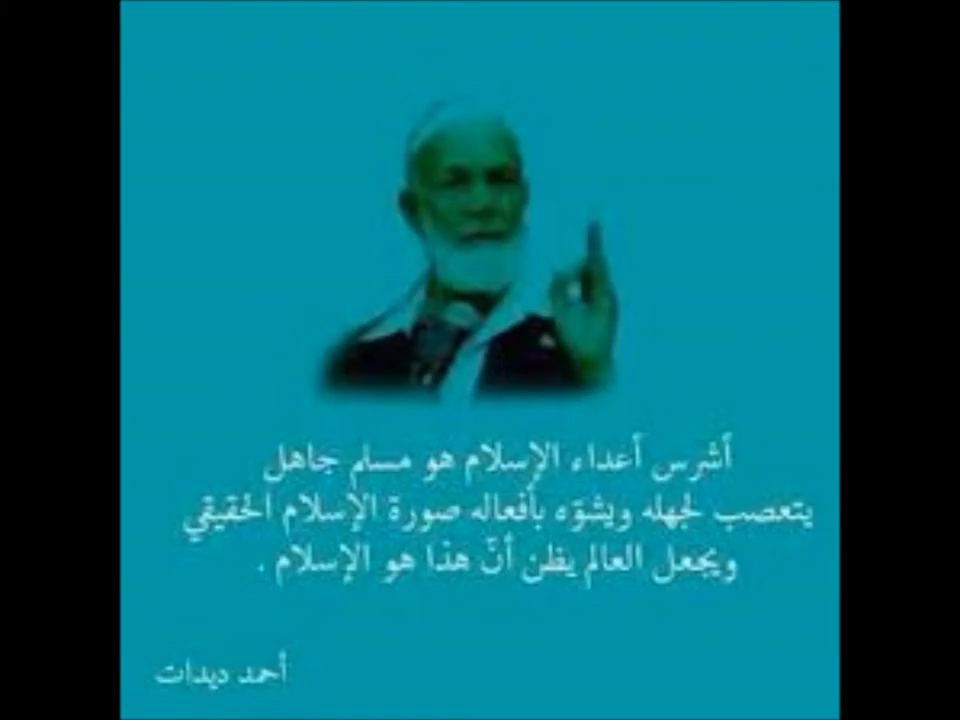 أشرس أعداء الإسلام هو مسلم جاهل
يتعصب لجهله ويشوّه بأفعاله صورة الإسلام الحقيقي
ويجعل العالم يظن أنّ هذا هو الإسلام .
أحمد ديدات